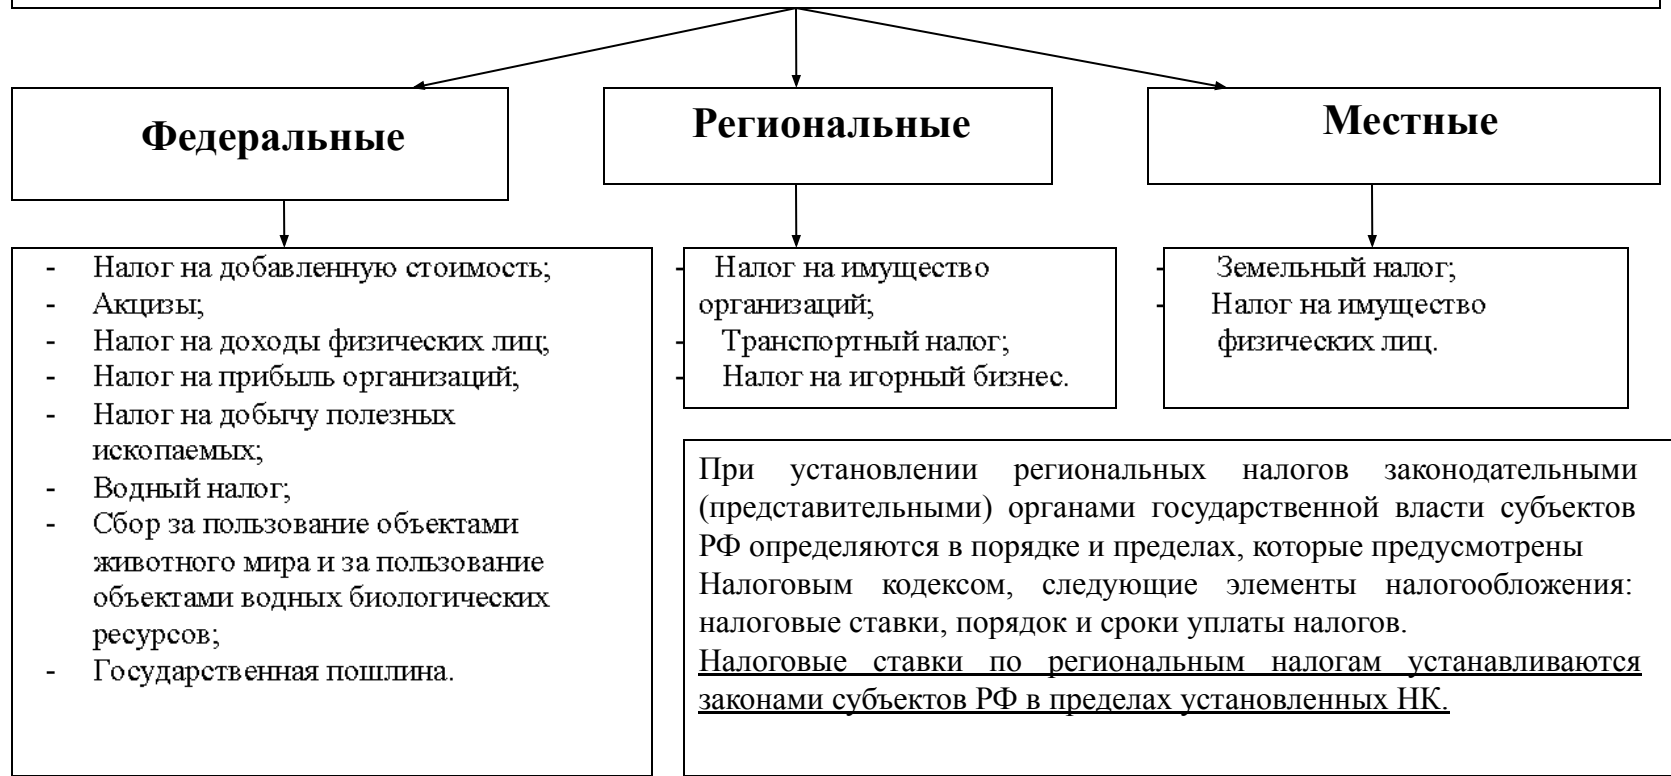 Федеральные
Региональные
Местные
- Налог на добавленную стоимость;
- Акцизы;
- Налог на доходы физических лиц;
- Налог на прибыль организаций;
- Налог на добычу полезных
ископаемых;
- Водный налог;
- Сбор за пользование объектами
животного мира и за пользование
объектами водных биологических
ресурсов;
- Государственная пошлина.
- Налог на имущество
организаций;
- Транспортный налог;
- Налог на игорный бизнес.
- Земельный налог;
- Налог на имущество
физических лиц.
При установлении региональных налогов законодательными
(представительными) органами государственной власти субъектов
РФ определяются в порядке и пределах, которые предусмотрены
Налоговым кодексом, следующие элементы налогообложения:
налоговые ставки, порядок и сроки уплаты налогов.
Налоговые ставки по региональным налогам устанавливаются
законами субъектов РФ в пределах установленных НК.